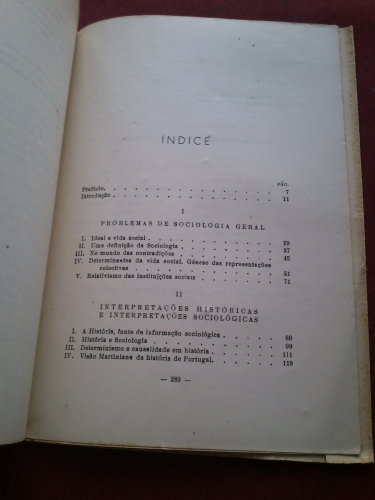 ÍNDICE
PÁG.
Prefácio. . . . . . . . . . . . . . . 7
Introdução . . . . . . . . . . . . . . 11
I
PROBLEMAS DE SOCIOLOGIA GERAL
I. Ideal e vida social . . . . . . . . . . 29
II. Uma definição da Sociologia . . . . . . . 37
III. No mundo das contradições . . . . . . . 45
IV. Determinantes da vida social. Génese das representações
colectivas . . . . . . . . . . . . 51
V. Relativismo das instituïções sociais . . . . . 71
II
INTERPRETAÇÕES HISTÓRICAS
E INTERPRETAÇÕES SOCIOLÓGICAS
I. A História, fonte de informação sociológica . . . . 89
II. História e Sociologia . . . . . . . . . 99
III. Determinismo e causalidade em história . . . . . 111
IV. Visão Martiniana da história de Portugal. . . . . 119
— 285 —